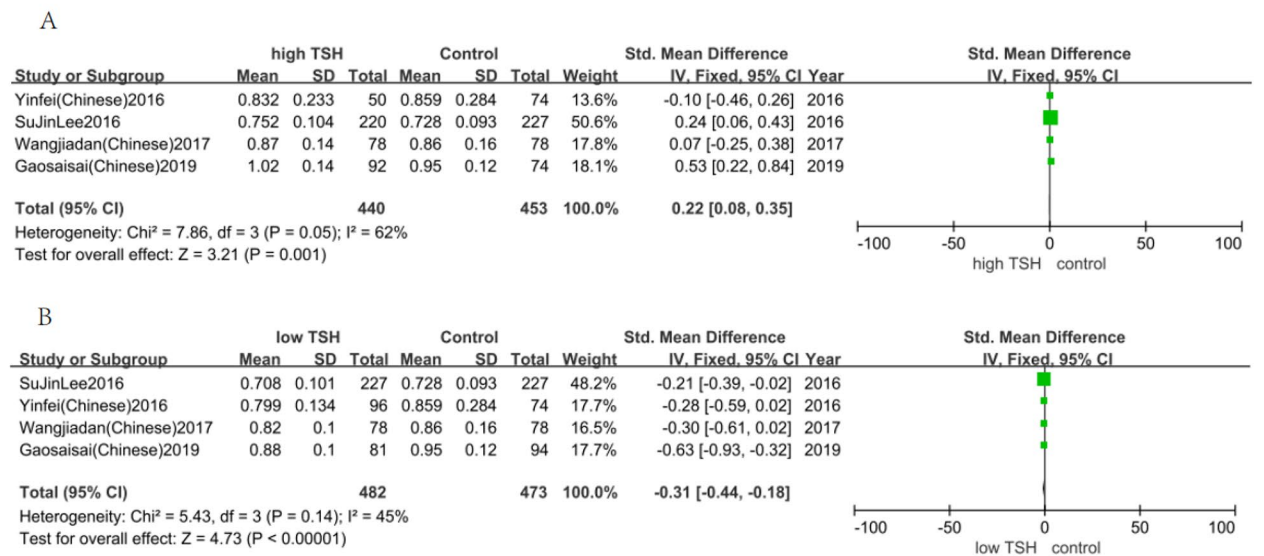 A
high TSH Control Std. Mean Difference Std. Mean Difference
Study or Subgroup Mean SD Total Mean SD Total Weight IV, Fixed, 95% CI Year IV, Fixed, 95% CI
Yinfei(Chinese)2016 0.832 0.233 50 0.859 0.284 74 13.6% -0.10 [-0.46, 0.26] 2016
SuJinLee2016 0.752 0.104 220 0.728 0.093 227 50.6% 0.24 [0.06, 0.43] 2016
Wangjiadan(Chinese)2017 0.87 0.14 78 0.86 0.16 78 17.8% 0.07 [-0.25, 0.38] 2017
Gaosaisai(Chinese)2019 1.02 0.14 92 0.95 0.12 74 18.1% 0.53 [0.22, 0.84] 2019
Total (95% CI) 440 453 100.0% 0.22 [0.08, 0.35]
Heterogeneity: Chi² = 7.86, df = 3 (P = 0.05); I² = 62%
Test for overall effect: Z = 3.21 (P = 0.001)
-100 -50 0 50 100
high TSH control
B
low TSH Control Std. Mean Difference Std. Mean Difference
Study or Subgroup Mean SD Total Mean SD Total Weight IV, Fixed, 95% CI Year IV, Fixed, 95% CI
SuJinLee2016 0.708 0.101 227 0.728 0.093 227 48.2% -0.21 [-0.39, -0.02] 2016
Yinfei(Chinese)2016 0.799 0.134 96 0.859 0.284 74 17.7% -0.28 [-0.59, 0.02] 2016
Wangjiadan(Chinese)2017 0.82 0.1 78 0.86 0.16 78 16.5% -0.30 [-0.61, 0.02] 2017
Gaosaisai(Chinese)2019 0.88 0.1 81 0.95 0.12 94 17.7% -0.63 [-0.93, -0.32] 2019
Total (95% CI) 482 473 100.0% -0.31 [-0.44, -0.18]
Heterogeneity: Chi² = 5.43, df = 3 (P = 0.14); I² = 45%
Test for overall effect: Z = 4.73 (P < 0.00001)
-100 -50 0 50 100
low TSH control